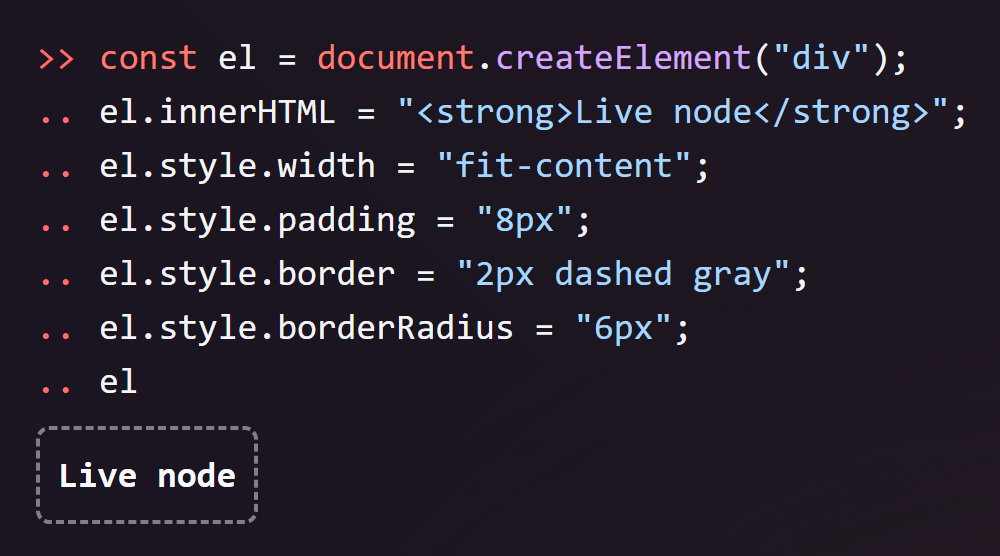 >> const el = document.createElement("div");
.. el.innerHTML = "<strong>Live node</strong>";
.. el.style.width = "fit-content";
.. el.style.padding = "8px";
.. el.style.border = "2px dashed gray";
.. el.style.borderRadius = "6px";
.. el
Live node